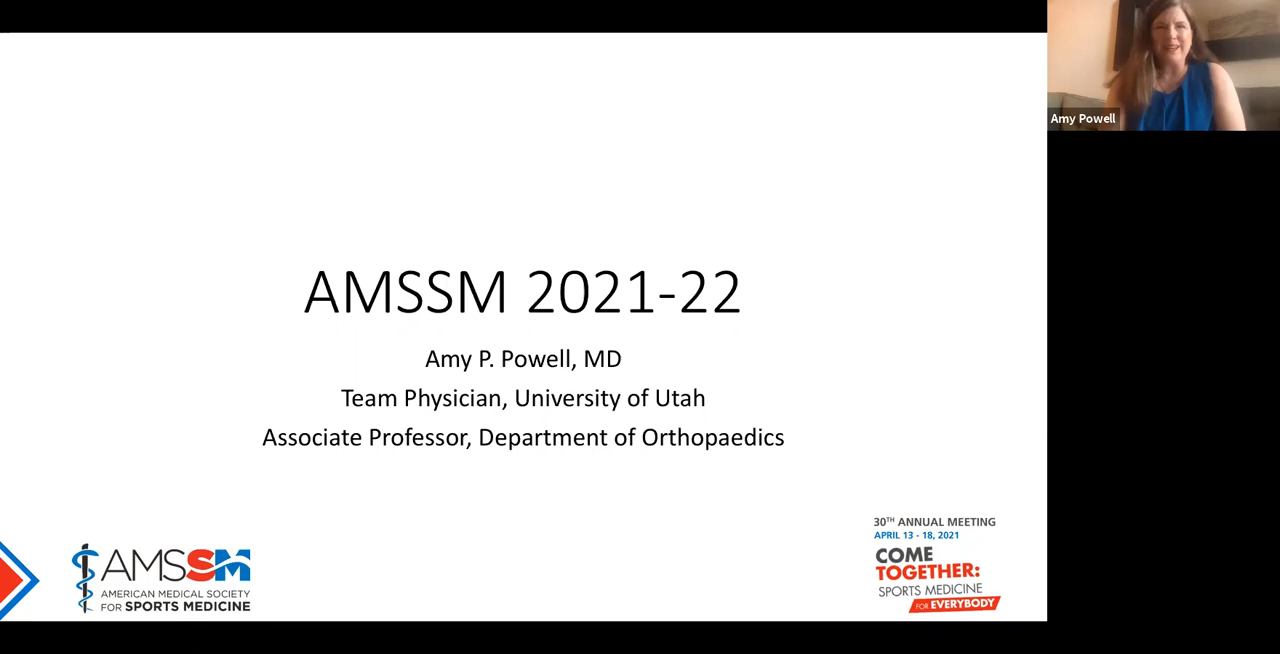 AMSSM 2021-22
Amy P. Powell, MD
Team Physician, University of Utah
Associate Professor, Department of Orthopaedics
AMSSM
AMERICAN MEDICAL SOCIETY
FOR SPORTS MEDICINE
30TH ANNUAL MEETING
APRIL 13 - 18, 2021
COME
TOGETHER:
SPORTS MEDICINE
FOR EVERYBODY
Amy Powell